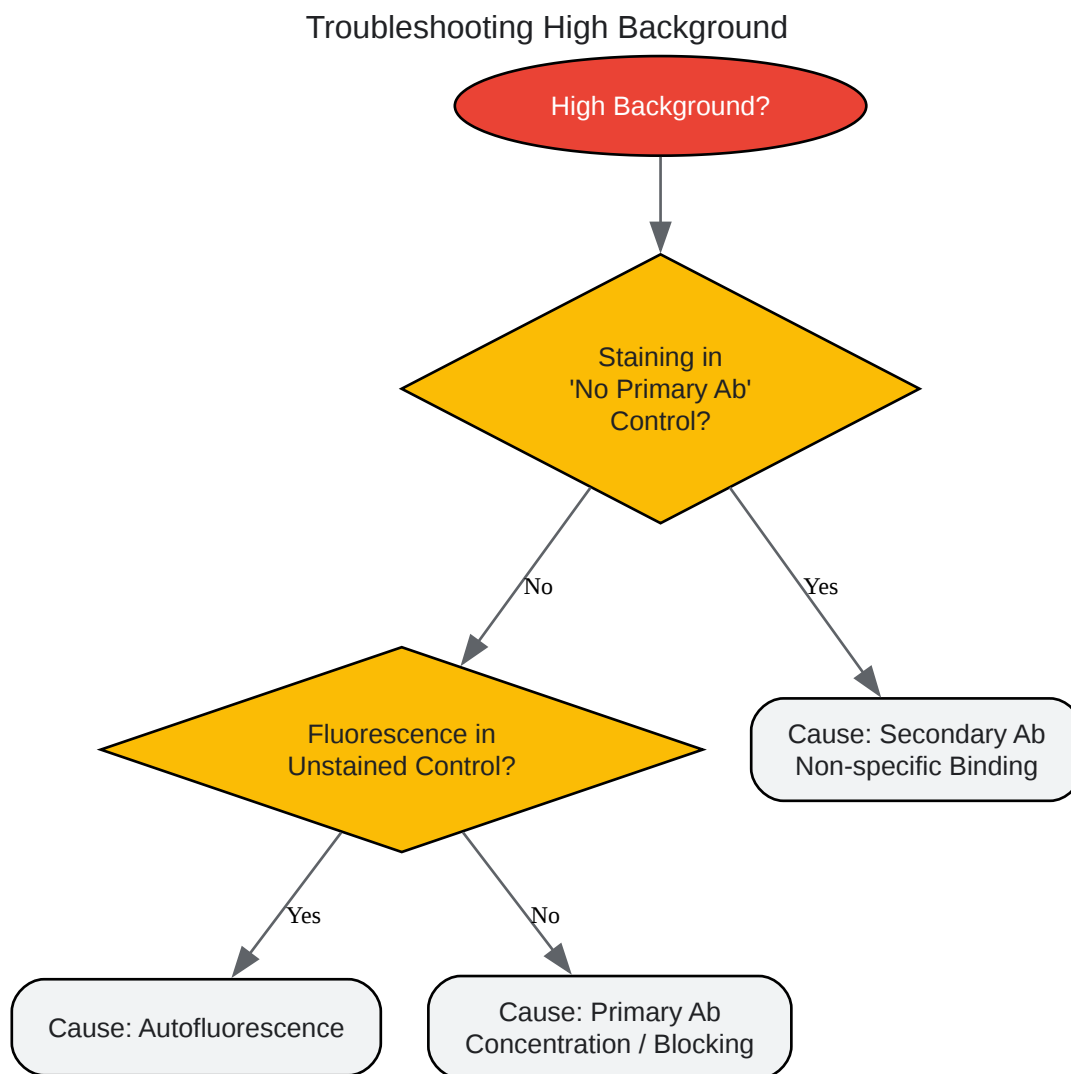 Troubleshooting High Background
High Background?
Staining in
'No Primary Ab'
Control?
No
Yes
Fluorescence in
Unstained Control?
Cause: Secondary Ab
Non-specific Binding
Yes
No
Cause: Autofluorescence
Cause: Primary Ab
Concentration / Blocking